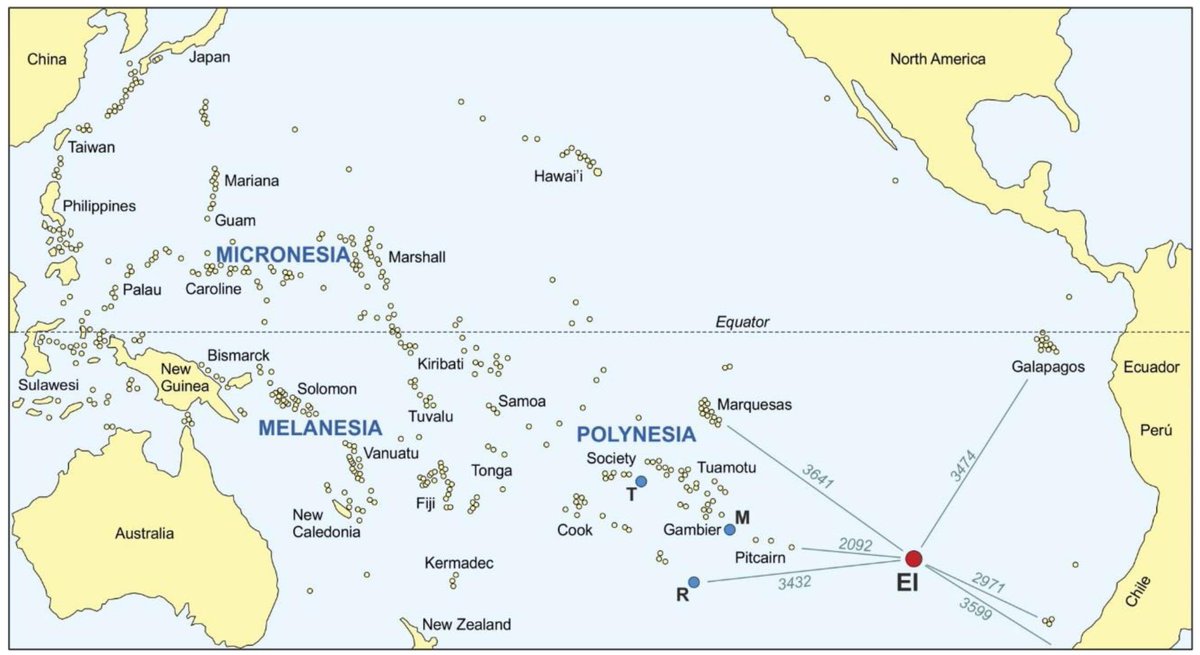 China
Japan
North America
Taiwan
Hawai’i
Mariana
Philippines
Guam
MICRONESIA
Marshall
Palau
Caroline
Equator
Bismarck
Kiribati
Galapagos
Ecuador
New
Guinea
Sulawesi
Solomon
Samoa
Marquesas
Tuvalu
MELANESIA
POLYNESIA
Perú
Vanuatu
Society
Tuamotu
Tonga
3641
3474
T
Fiji
New
Caledonia
Cook
Gambier
M
Australia
Pitcairn
2092
Kermadec
3432
EI
2971
Chile
R
3599
New Zealand